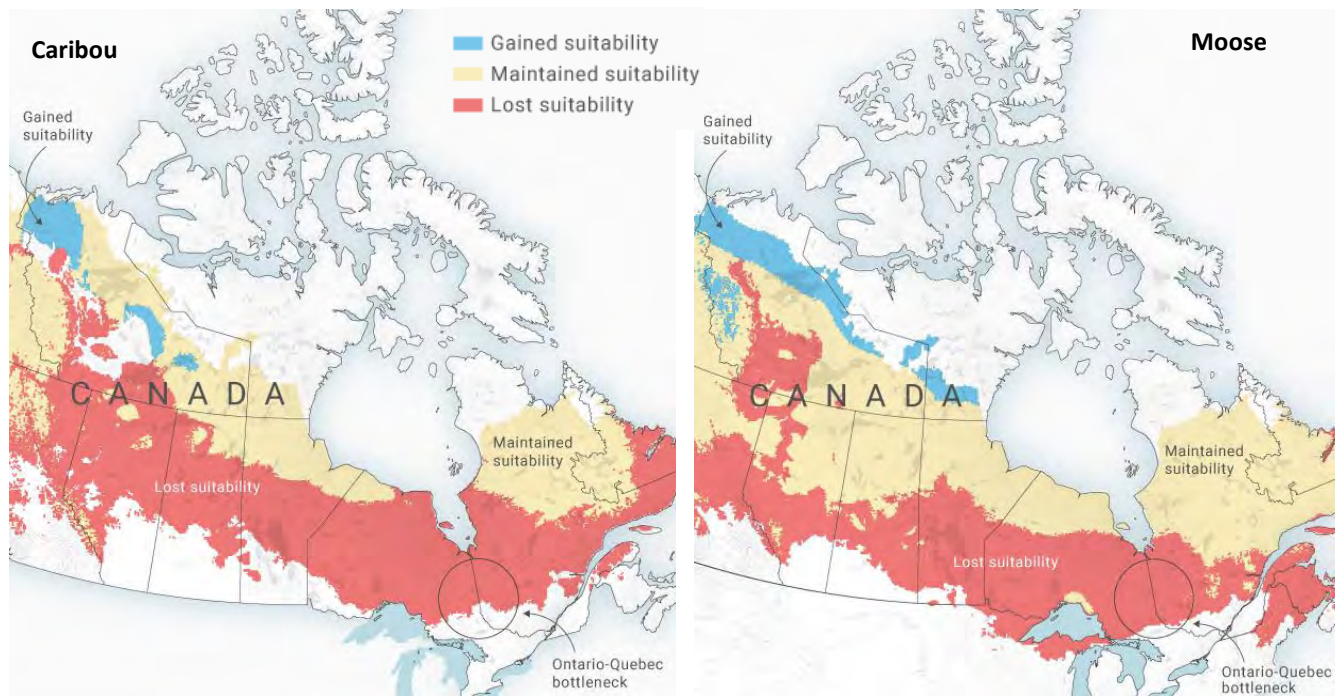 Caribou
Gained suitability
Maintained suitability
Lost suitability
Gained
suitability
CANADA
Lost suitability
Maintained
suitability
Ontario-Quebec
bottleneck
Moose
Gained
suitability
CANADA
Maintained
suitability
Lost suitability
Ontario-Quebec
bottleneck